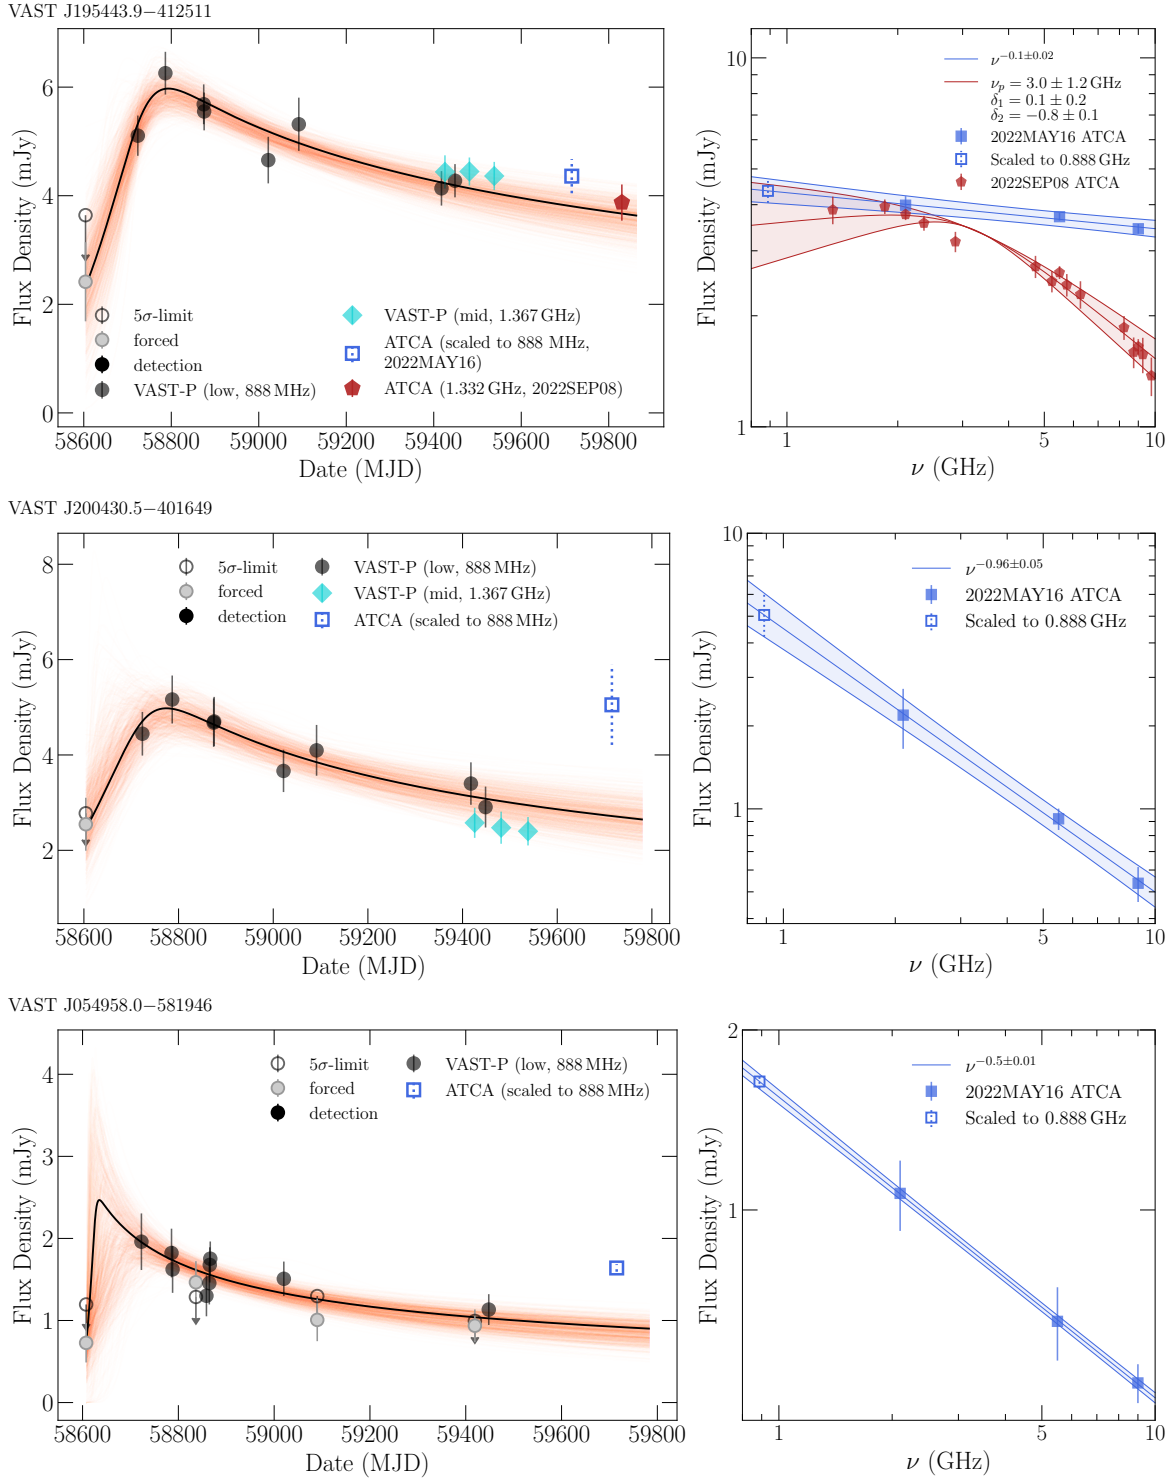 VAST J195443.9−412511
Flux Density (mJy)
6
4
2
0
58600 58800 59000 59200 59400 59600 59800
Date (MJD)
5σ-limit
forced
detection
VAST-P (low, 888 MHz)
VAST-P (mid, 1.367 GHz)
ATCA (scaled to 888 MHz,
2022MAY16)
ATCA (1.332 GHz, 2022SEP08)
Flux Density (mJy)
10
1
1 5 10
ν (GHz)
ν^−0.1±0.02
ν_p = 3.0 ± 1.2 GHz
δ_1 = 0.1 ± 0.2
δ_2 = −0.8 ± 0.1
2022MAY16 ATCA
Scaled to 0.888 GHz
2022SEP08 ATCA
VAST J200430.5−401649
Flux Density (mJy)
8
6
4
2
58600 58800 59000 59200 59400 59600 59800
Date (MJD)
5σ-limit
forced
detection
VAST-P (low, 888 MHz)
VAST-P (mid, 1.367 GHz)
ATCA (scaled to 888 MHz)
Flux Density (mJy)
10
1
1 5 10
ν (GHz)
ν^−0.96±0.05
2022MAY16 ATCA
Scaled to 0.888 GHz
VAST J054958.0−581946
Flux Density (mJy)
4
3
2
1
0
58600 58800 59000 59200 59400 59600 59800
Date (MJD)
5σ-limit
forced
detection
VAST-P (low, 888 MHz)
ATCA (scaled to 888 MHz)
Flux Density (mJy)
2
1
1 5 10
ν (GHz)
ν^−0.5±0.01
2022MAY16 ATCA
Scaled to 0.888 GHz